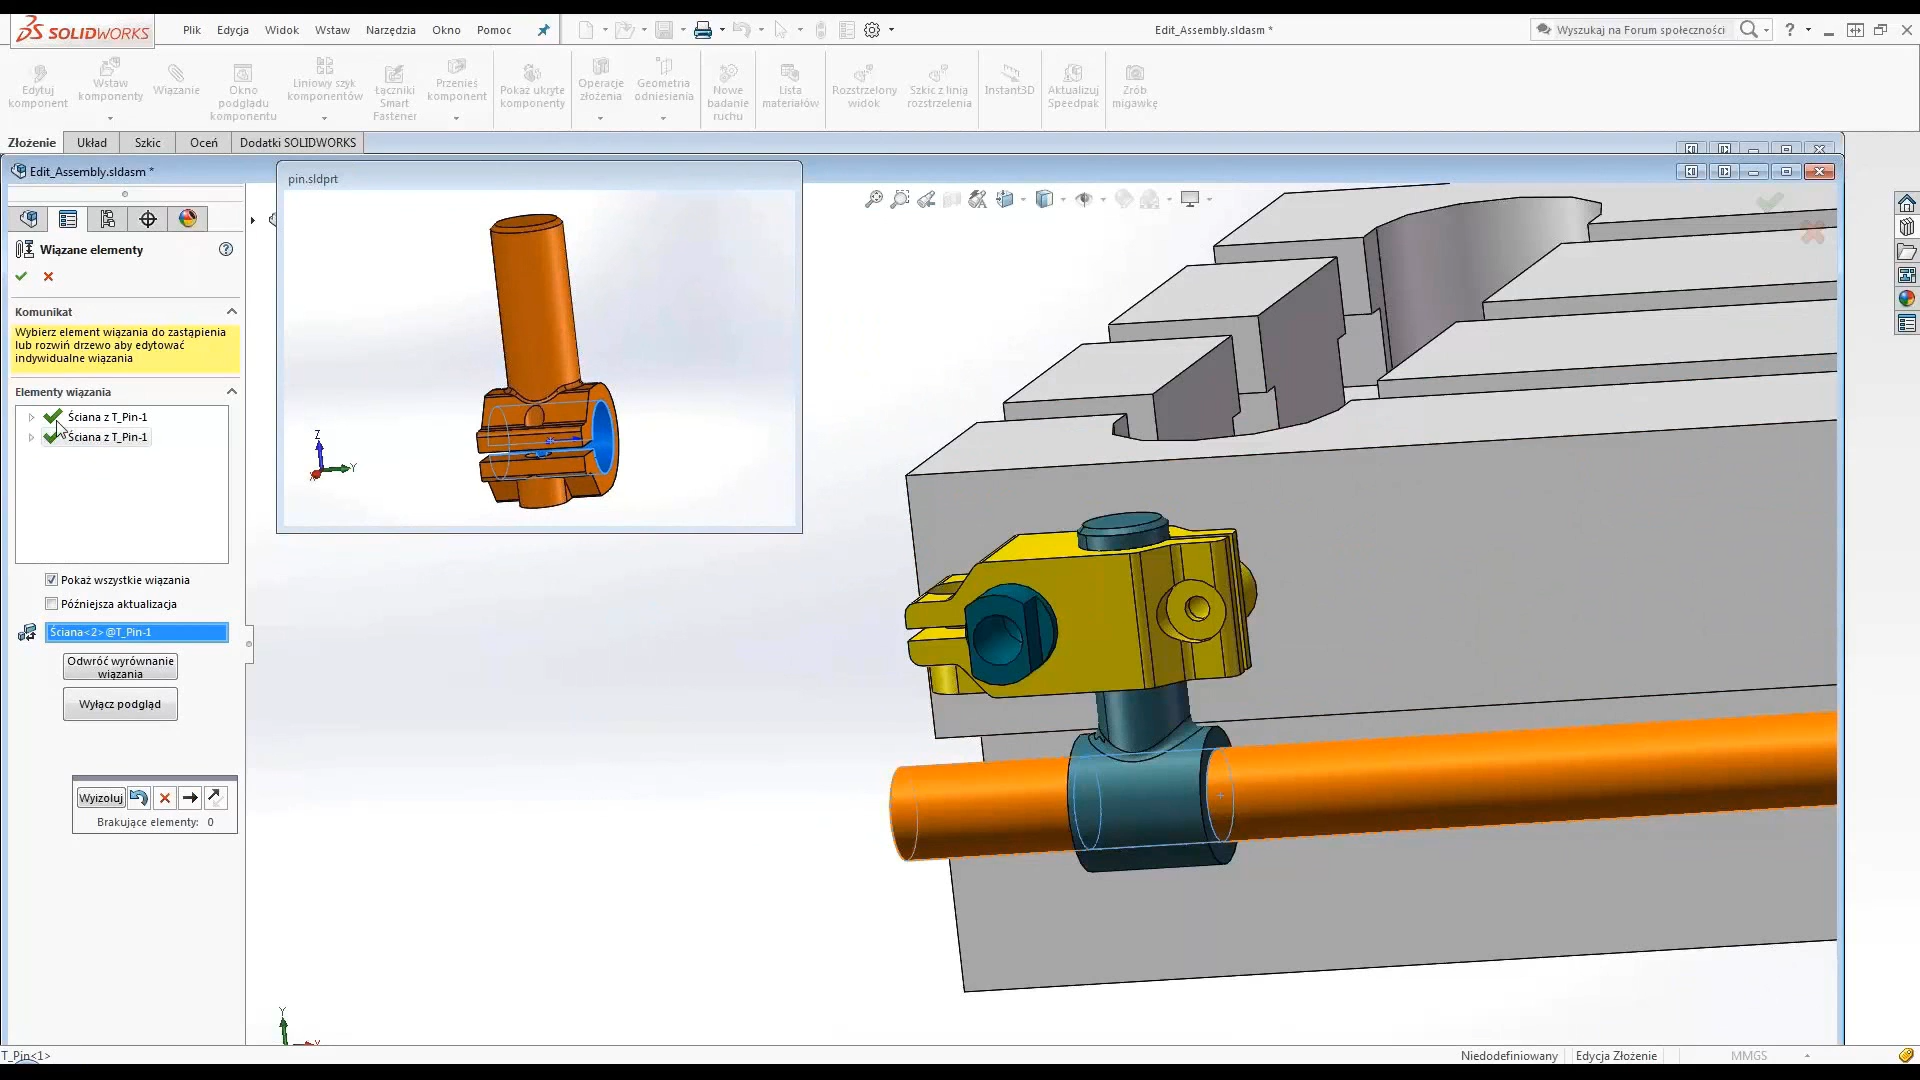 SOLIDWORKS
Plik Edycja Widok Wstaw Narzędzia Okno Pomoc
Edit_Assembly.sldasm *
Wyszukaj na Forum społeczności
Edytuj komponent
Wstaw komponenty
Wiązanie
Okno podglądu komponentu
Liniowy szyk komponentów
Łączniki Smart Fastener
Przenieś komponent
Pokaż ukryte komponenty
Operacje złożenia
Geometria odniesienia
Nowe badanie ruchu
Lista materiałów
Rozstrzelony widok
Szkic z linią rozstrzelenia
Instant3D
Aktualizuj Speedpak
Zrób migawkę
Złożenie Układ Szkic Oceń Dodatki SOLIDWORKS
Edit_Assembly.sldasm *
pin.sldprt
Wiązane elementy
Komunikat
Wybierz element wiązania do zastąpienia
lub rozwiń drzewo aby edytować
indywidualne wiązania
Elementy wiązania
Ściana z T_Pin-1
Ściana z T_Pin-1
Pokaż wszystkie wiązania
Późniejsza aktualizacja
Ściana<2>@T_Pin-1
Odwróć wyrównanie
wiązania
Wyłącz podgląd
Wyizoluj
Brakujące elementy: 0
Z
Y
X
Y
X
T_Pin<1>
Niedodefiniowany
Edycja Złożenie
MMGS